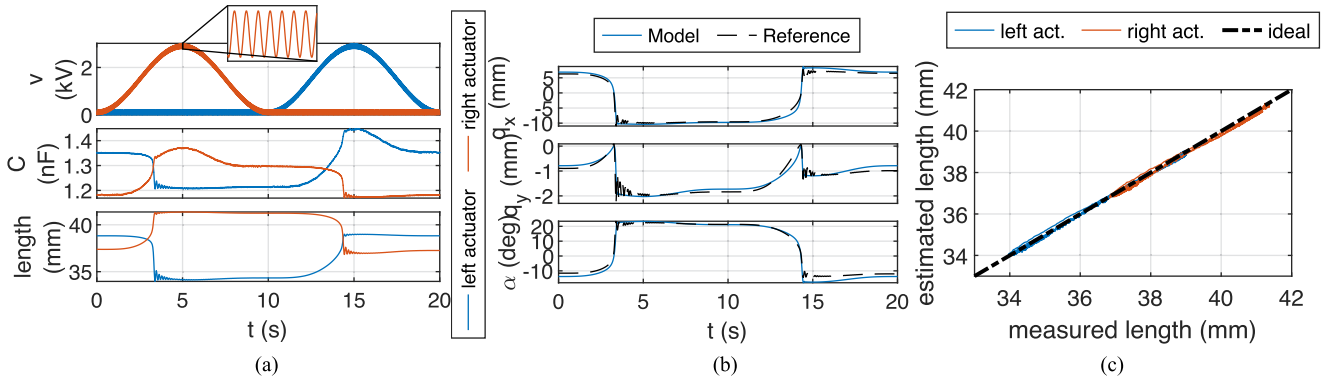 v
(kV)
2
0
C
(nF)
1.4
1.3
1.2
length
(mm)
40
35
0
5
10
15
20
t (s)
left actuator
right actuator
(a)
Model
Reference
qx (mm)
5
0
-5
-10
qy (mm)
0
-1
-2
α (deg)
20
10
0
-10
0
5
10
15
20
t (s)
(b)
left act.
right act.
ideal
estimated length (mm)
42
40
38
36
34
34
36
38
40
42
measured length (mm)
(c)